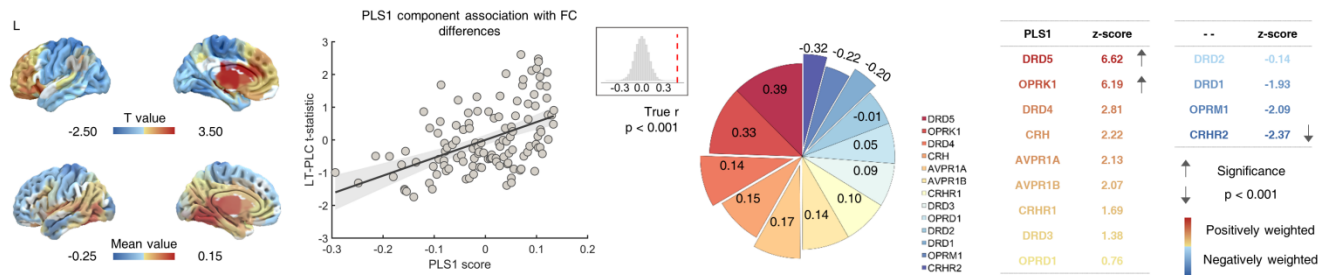 L
-2.50 T value 3.50
-0.25 Mean value 0.15
PLS1 component association with FC
differences
LT-PLC t-statistic
3
2
1
0
-1
-2
-3
-0.3 -0.2 -0.1 0 0.1 0.2
PLS1 score
-0.3 0.0 0.3
True r
p < 0.001
-0.32
-0.22
-0.20
-0.01
0.05
0.09
0.10
0.14
0.17
0.15
0.14
0.33
0.39
DRD5
OPRK1
DRD4
CRH
AVPR1A
AVPR1B
CRHR1
DRD3
OPRD1
DRD2
DRD1
OPRM1
CRHR2
PLS1 z-score
DRD5 6.62 ↑
OPRK1 6.19 ↑
DRD4 2.81
CRH 2.22
AVPR1A 2.13
AVPR1B 2.07
CRHR1 1.69
DRD3 1.38
OPRD1 0.76
-- z-score
DRD2 -0.14
DRD1 -1.93
OPRM1 -2.09
CRHR2 -2.37 ↓
↑ Significance
↓ p < 0.001
Positively weighted
Negatively weighted